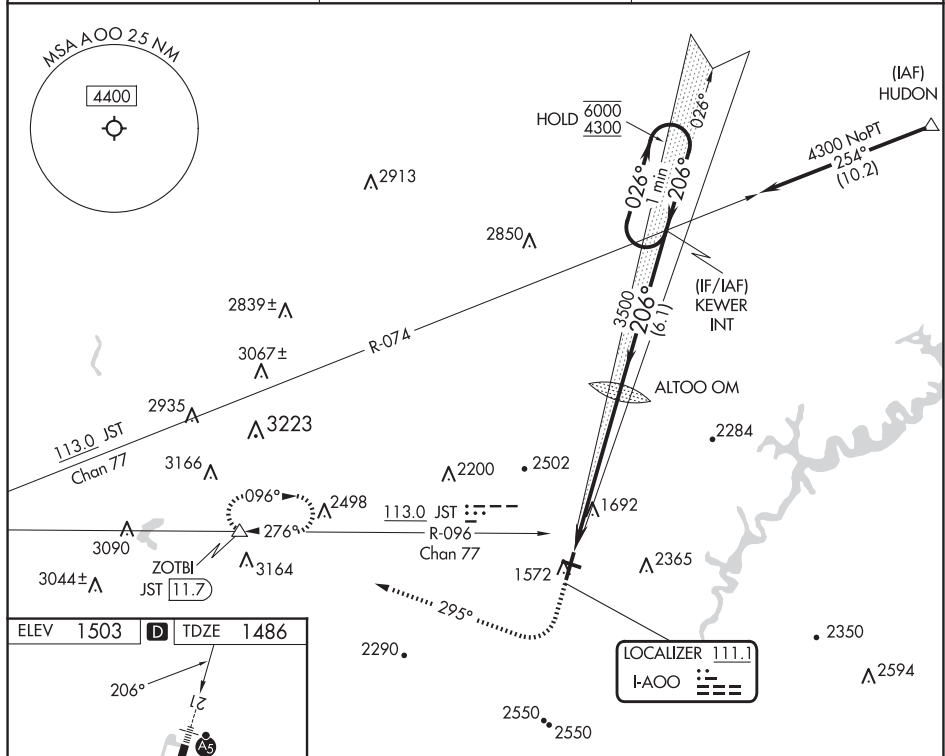 MSA AOO 25 NM
4400
(IAF)
HUDON
HOLD 6000
4300
026°
4300 NoPT
254°
(10.2)
026°
1 min
206°
2913
2850
(IF/IAF)
KEWER
INT
2839±
3500
206°
(6.1)
R-074
3067±
ALTOO OM
2935
3223
2284
113.0 JST
Chan 77
3166
2200
2502
096°
2498
113.0 JST
1692
276°
R-096
3090
Chan 77
ZOTBI
3164
1572
2365
3044±
JST 11.7
295°
ELEV 1503 D TDZE 1486
2290
2350
LOCALIZER 111.1
I-AOO
2594
206°
21
2550
2550
A5